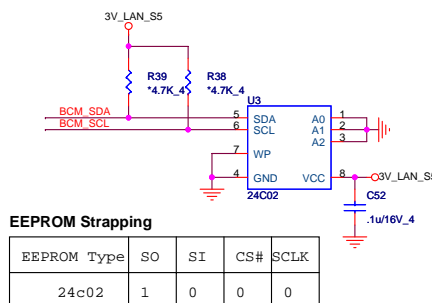 3V_LAN_S5
R39
*4.7K_4
R38
*4.7K_4
BCM_SDA
BCM_SCL
U3
5 SDA A0 1
6 SCL A1 2
A2 3
7 WP
4 GND VCC 8
24C02
3V_LAN_S5
C52
.1u/16V_4
EEPROM Strapping
EEPROM Type SO SI CS# SCLK
24c02 1 0 0 0